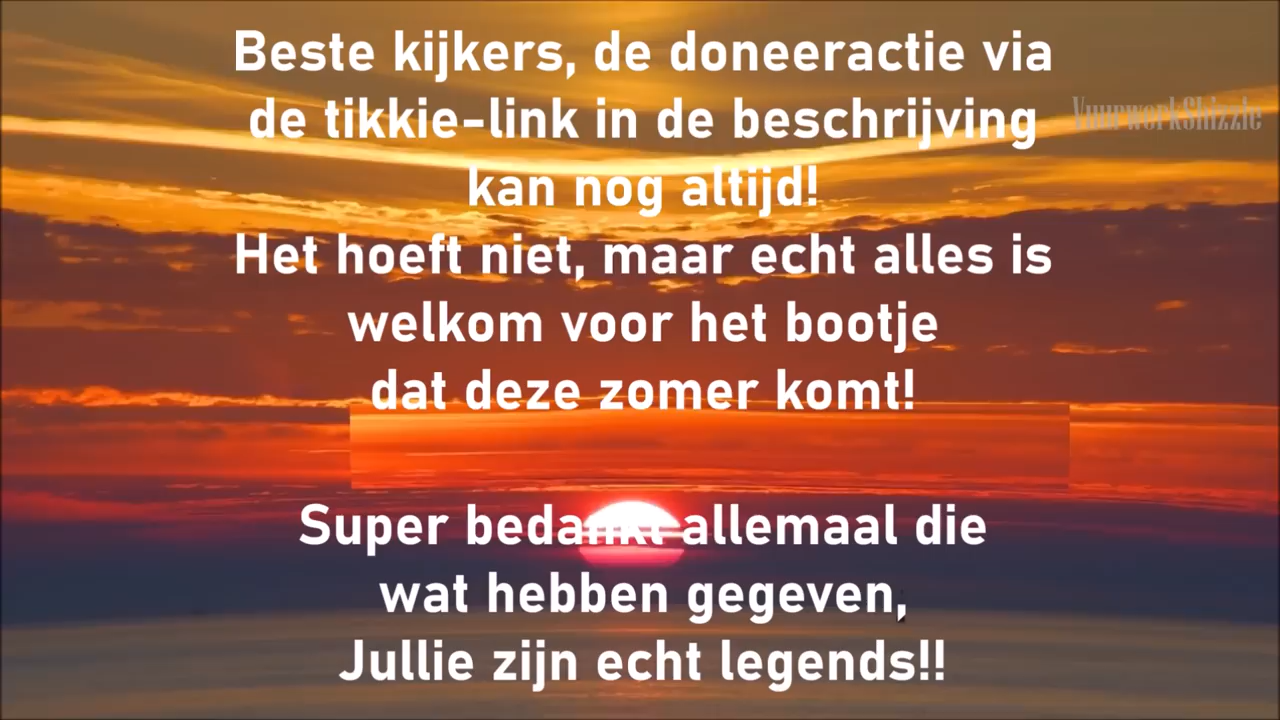 Beste kijkers, de doneeractie via
de tikkie-link in de beschrijving
VuurwerkShizzle
kan nog altijd!
Het hoeft niet, maar echt alles is
welkom voor het bootje
dat deze zomer komt!
Super bedankt allemaal die
wat hebben gegeven,
Jullie zijn echt legends!!